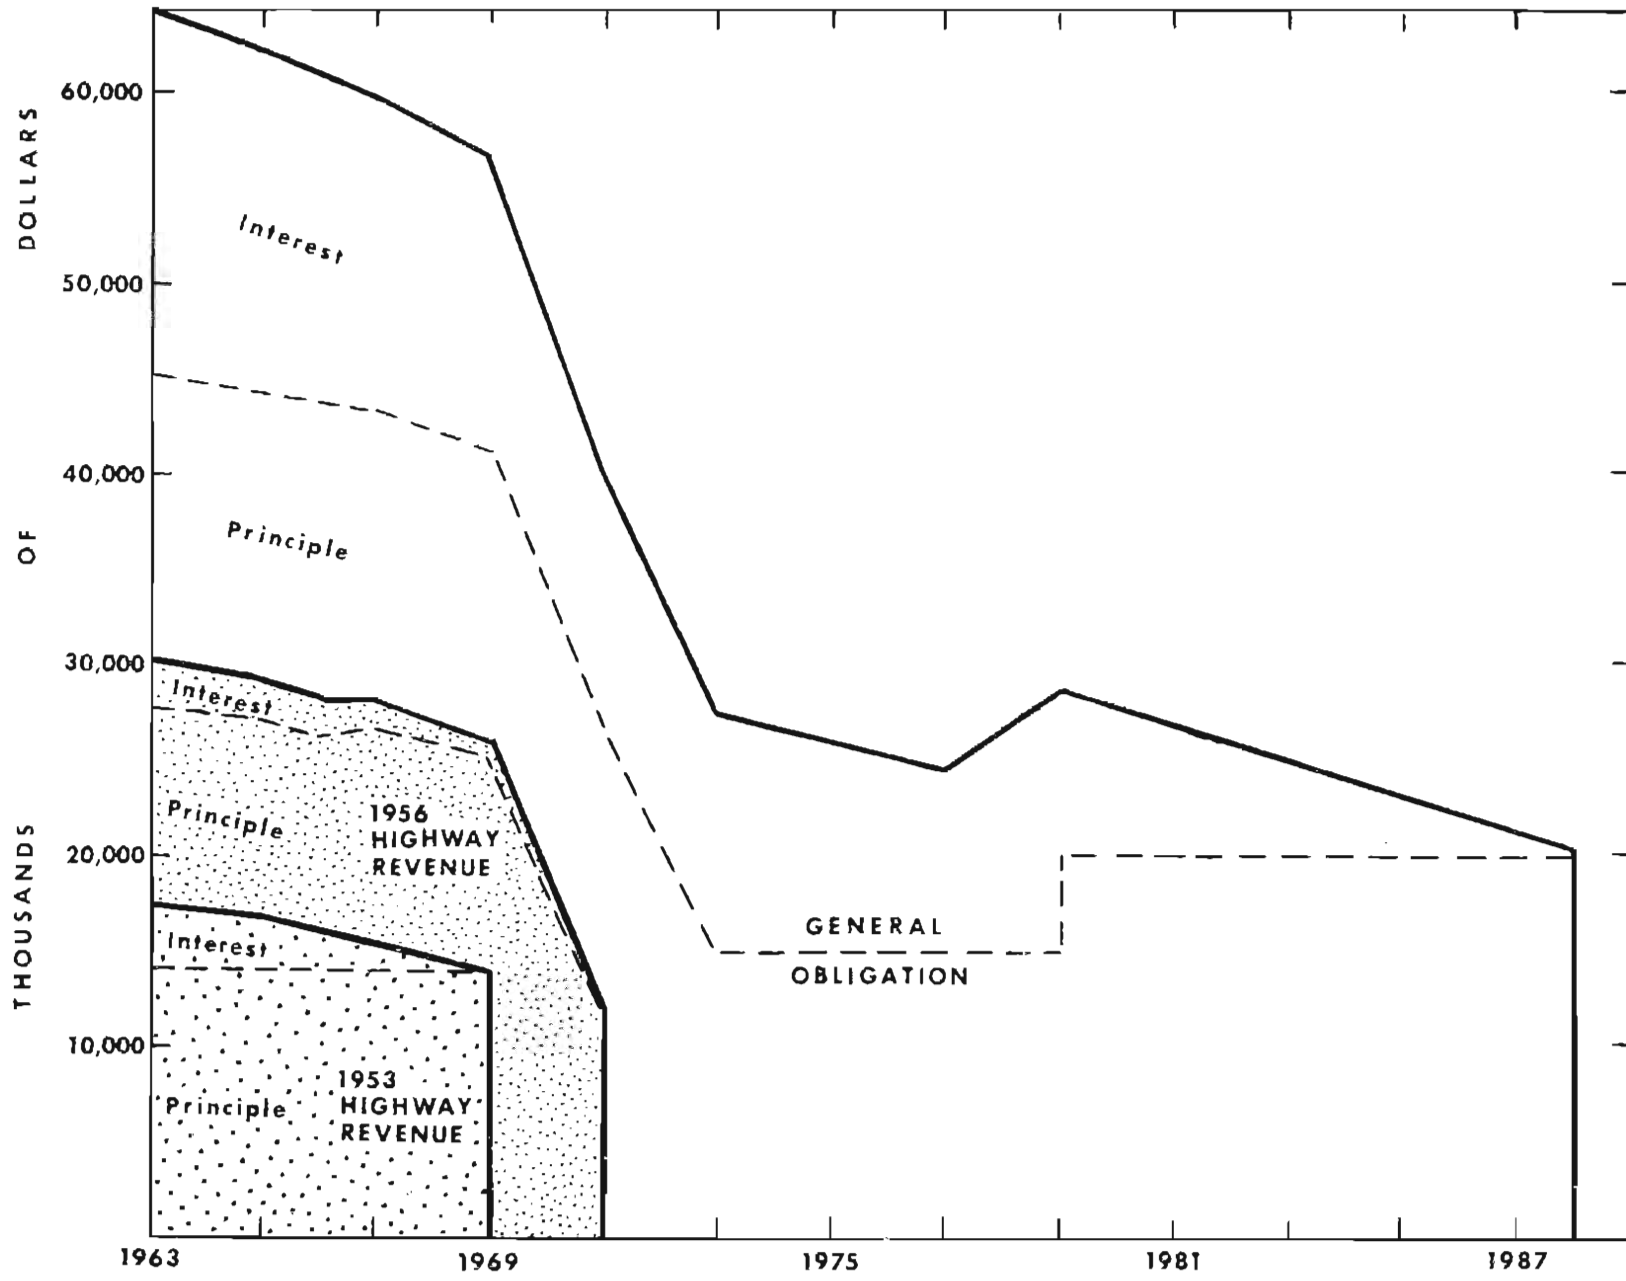 60,000
50,000
40,000
30,000
20,000
10,000
THOUSANDS OF DOLLARS
Interest
Principle
Interest
Principle
1956
HIGHWAY
REVENUE
Interest
Principle
1953
HIGHWAY
REVENUE
GENERAL
OBLIGATION
1963
1969
1975
1981
1987